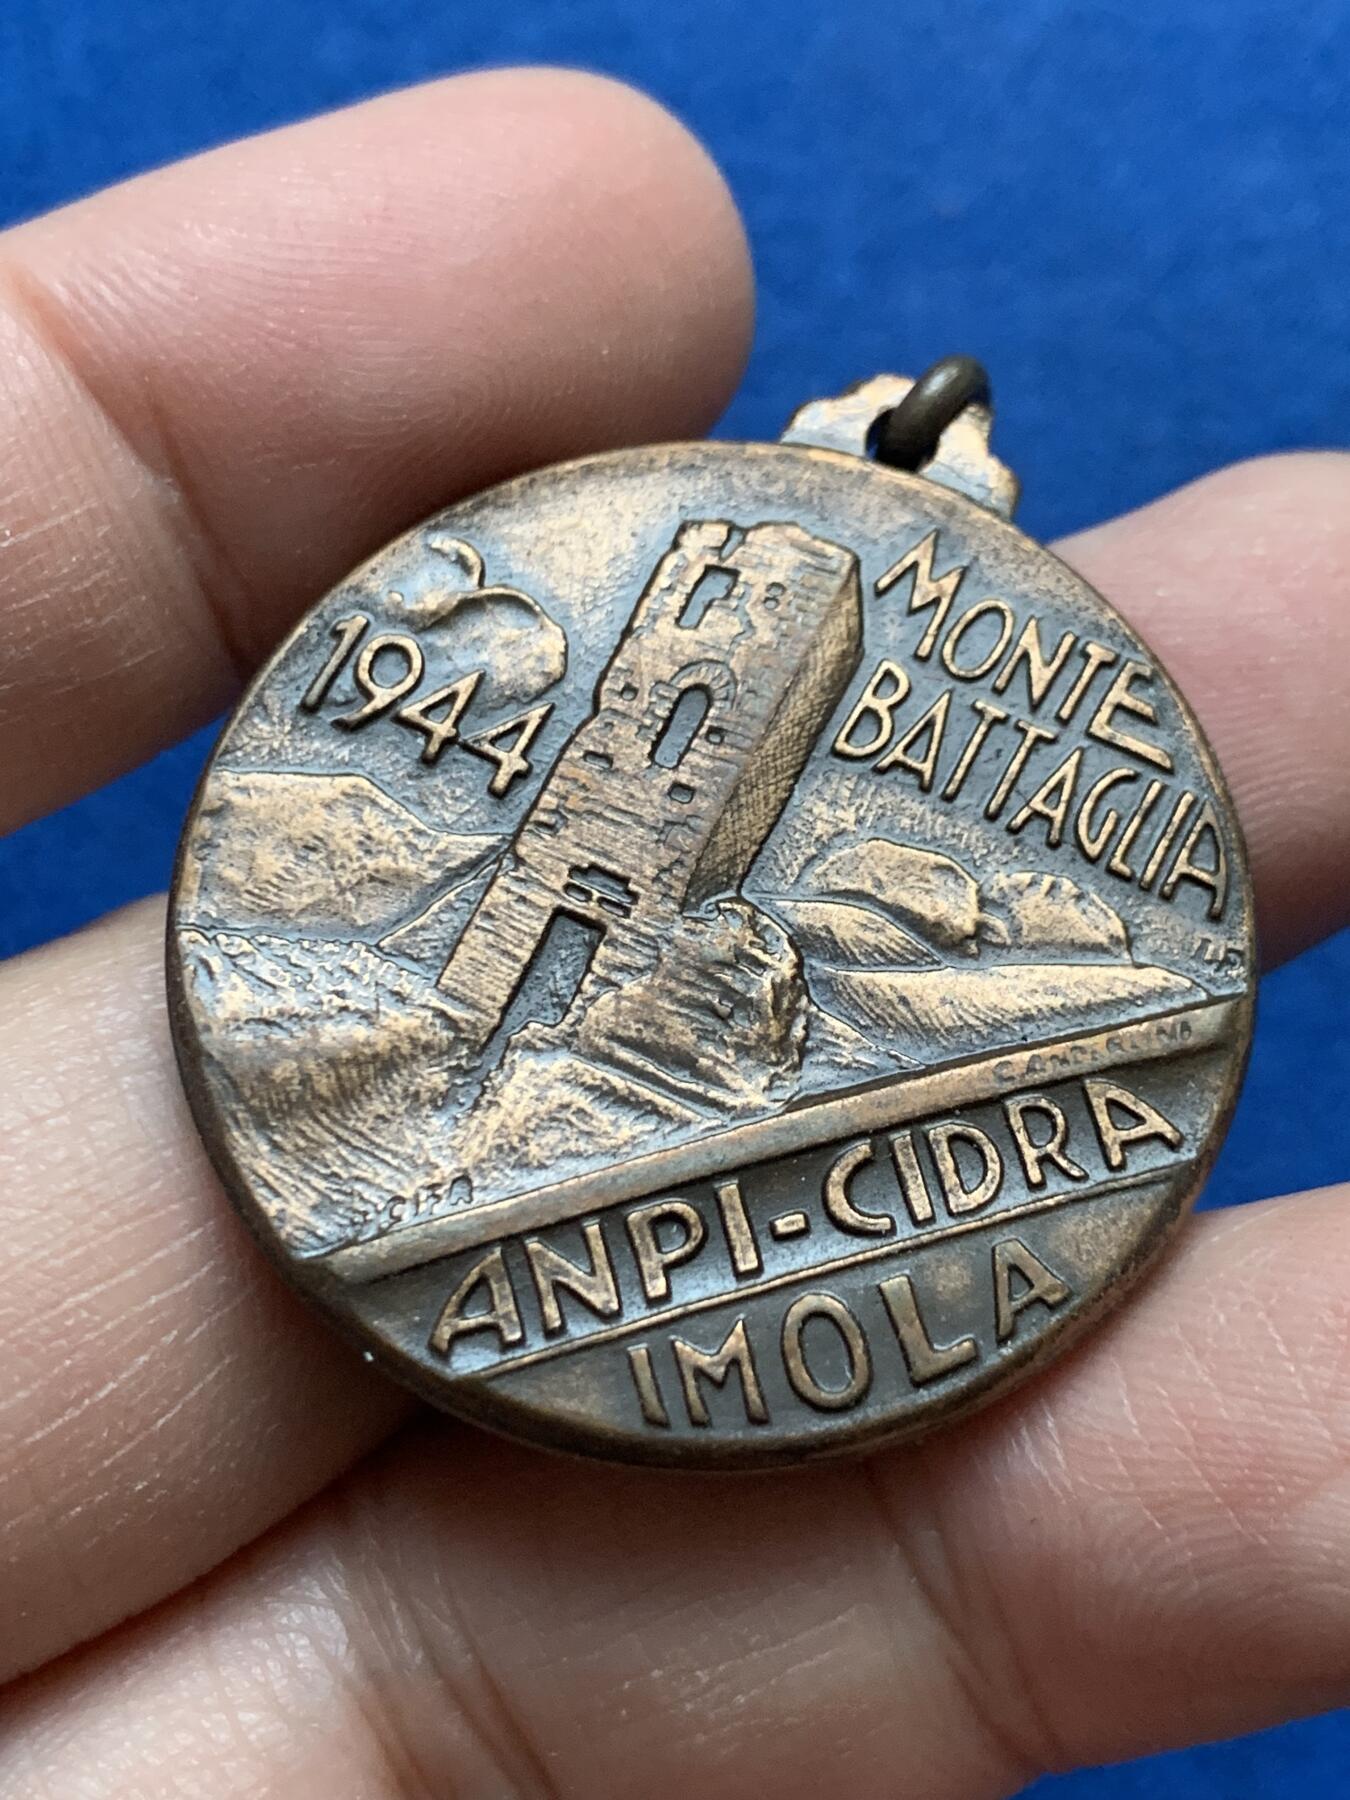 1944
MONTE
BATTAGLIA
ANPI-CIDRA
IMOLA